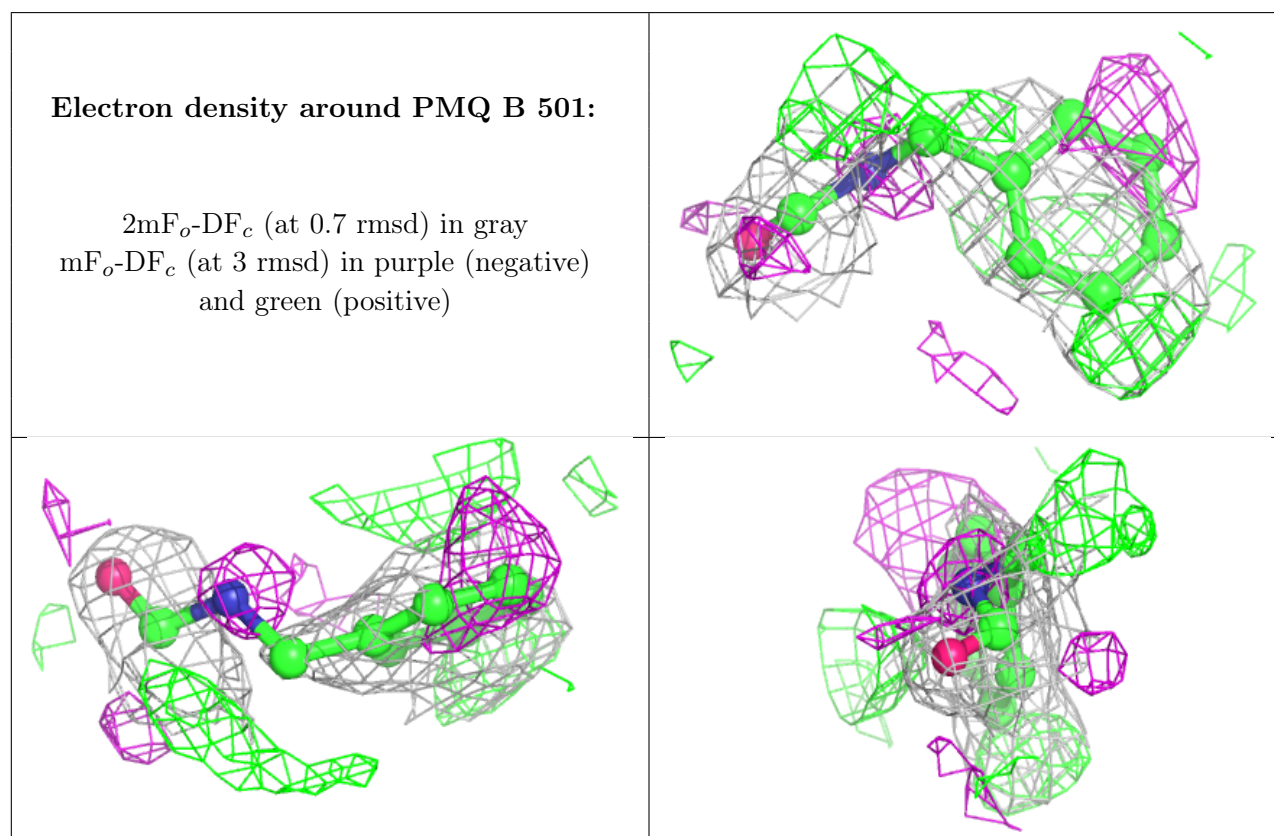 Electron density around PMQ B 501:
2mFo-DFc (at 0.7 rmsd) in gray
mFo-DFc (at 3 rmsd) in purple (negative)
and green (positive)